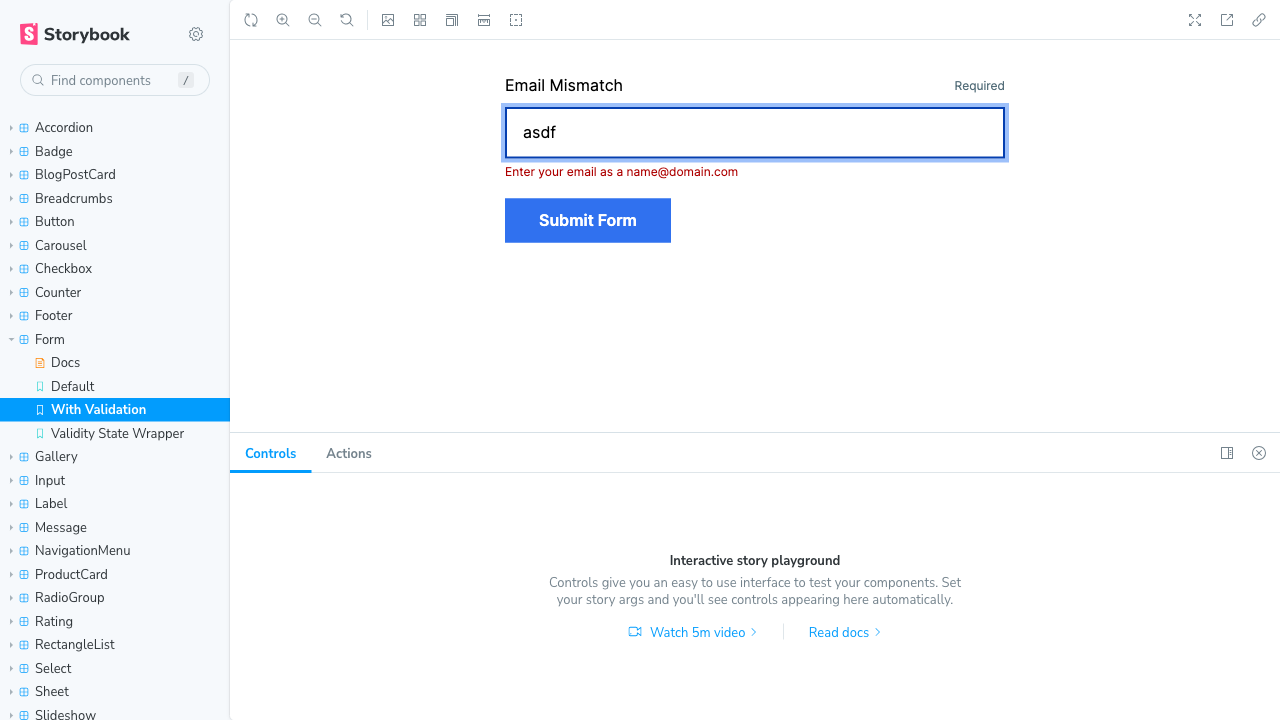 Storybook
Find components
/
Accordion
Badge
BlogPostCard
Breadcrumbs
Button
Carousel
Checkbox
Counter
Footer
Form
Docs
Default
With Validation
Validity State Wrapper
Gallery
Input
Label
Message
NavigationMenu
ProductCard
RadioGroup
Rating
RectangleList
Select
Sheet
Slideshow
Email Mismatch
Required
asdf
Enter your email as a name@domain.com
Submit Form
Controls
Actions
Interactive story playground
Controls give you an easy to use interface to test your components. Set
your story args and you'll see controls appearing here automatically.
Watch 5m video
Read docs